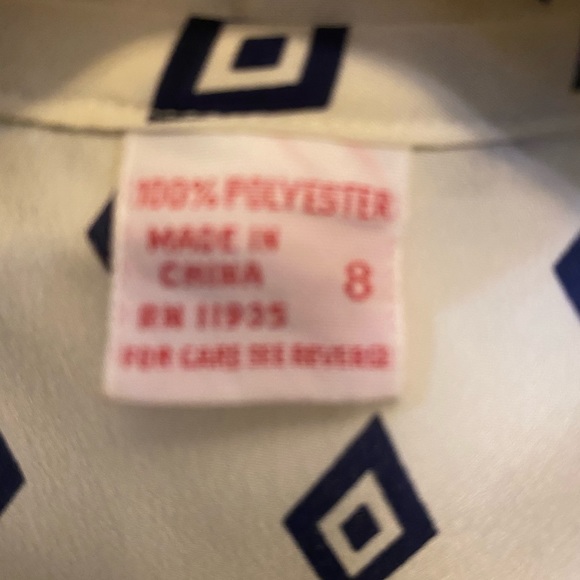 100% POLYESTER
MADE IN
CHINA 8
RN 11935
FOR CARE SEE REVERSE